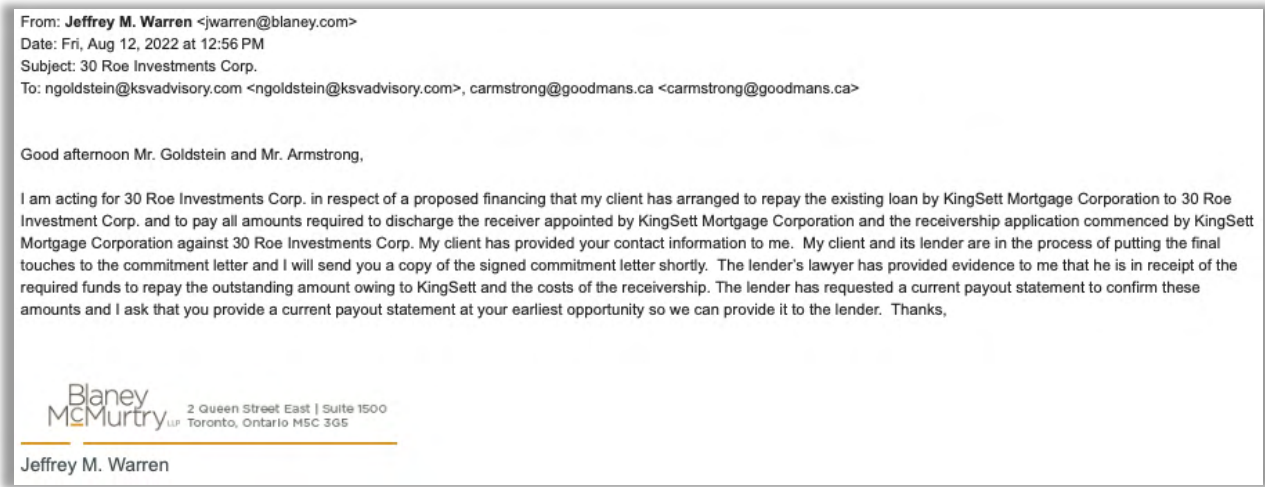 From: Jeffrey M. Warren <jwarren@blaney.com>
Date: Fri, Aug 12, 2022 at 12:56 PM
Subject: 30 Roe Investments Corp.
To: ngoldstein@ksvadvisory.com <ngoldstein@ksvadvisory.com>, carmstrong@goodmans.ca <carmstrong@goodmans.ca>
Good afternoon Mr. Goldstein and Mr. Armstrong,
I am acting for 30 Roe Investments Corp. in respect of a proposed financing that my client has arranged to repay the existing loan by KingSett Mortgage Corporation to 30 Roe
Investment Corp. and to pay all amounts required to discharge the receiver appointed by KingSett Mortgage Corporation and the receivership application commenced by KingSett
Mortgage Corporation against 30 Roe Investments Corp. My client has provided your contact information to me. My client and its lender are in the process of putting the final
touches to the commitment letter and I will send you a copy of the signed commitment letter shortly. The lender's lawyer has provided evidence to me that he is in receipt of the
required funds to repay the outstanding amount owing to KingSett and the costs of the receivership. The lender has requested a current payout statement to confirm these
amounts and I ask that you provide a current payout statement at your earliest opportunity so we can provide it to the lender. Thanks,
Blaney
McMurtry LLP
2 Queen Street East | Suite 1500
Toronto, Ontario M5C 3G5
Jeffrey M. Warren